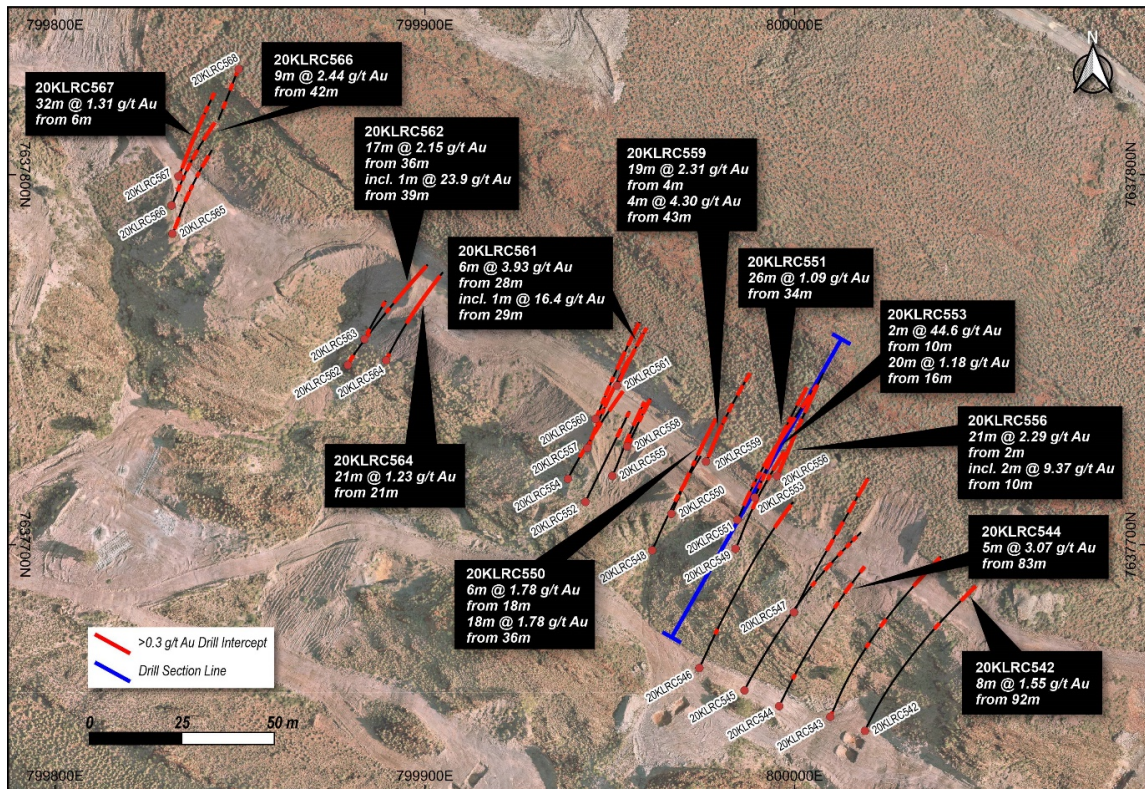 799800E
799900E
800000E
7637800N
7637800N
7637700N
7637700N
N
20KLRC567
32m @ 1.31 g/t Au
from 6m
20KLRC566
9m @ 2.44 g/t Au
from 42m
20KLRC562
17m @ 2.15 g/t Au
from 36m
incl. 1m @ 23.9 g/t Au
from 39m
20KLRC559
19m @ 2.31 g/t Au
from 4m
4m @ 4.30 g/t Au
from 43m
20KLRC561
6m @ 3.93 g/t Au
from 28m
incl. 1m @ 16.4 g/t Au
from 29m
20KLRC551
26m @ 1.09 g/t Au
from 34m
20KLRC553
2m @ 44.6 g/t Au
from 10m
20m @ 1.18 g/t Au
from 16m
20KLRC556
21m @ 2.29 g/t Au
from 2m
incl. 2m @ 9.37 g/t Au
from 10m
20KLRC564
21m @ 1.23 g/t Au
from 21m
20KLRC544
5m @ 3.07 g/t Au
from 83m
20KLRC550
6m @ 1.78 g/t Au
from 18m
18m @ 1.78 g/t Au
from 36m
20KLRC542
8m @ 1.55 g/t Au
from 92m
20KLRC568
20KLRC567
20KLRC566
20KLRC565
20KLRC563
20KLRC562
20KLRC564
20KLRC561
20KLRC560
20KLRC557
20KLRC554
20KLRC558
20KLRC555
20KLRC552
20KLRC559
20KLRC550
20KLRC548
20KLRC556
20KLRC553
20KLRC551
20KLRC549
20KLRC547
20KLRC546
20KLRC545
20KLRC544
20KLRC543
20KLRC542
>0.3 g/t Au Drill Intercept
Drill Section Line
0
25
50 m
799800E
799900E
800000E